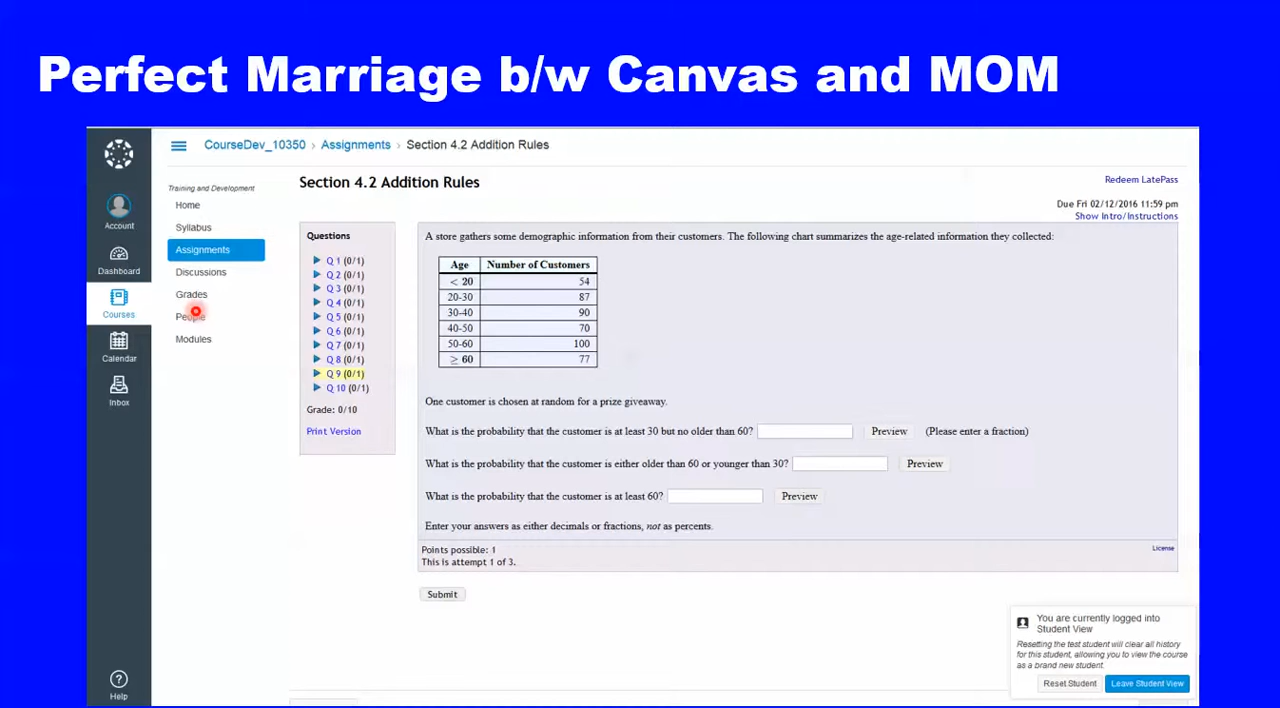 Perfect Marriage b/w Canvas and MOM
CourseDev_10350 › Assignments › Section 4.2 Addition Rules
Account
Dashboard
Courses
Calendar
Inbox
Help
Training and Development
Home
Syllabus
Assignments
Discussions
Grades
People
Modules
Section 4.2 Addition Rules
Redeem LatePass
Due Fri 02/12/2016 11:59 pm
Show Intro/Instructions
Questions
Q 1 (0/1)
Q 2 (0/1)
Q 3 (0/1)
Q 4 (0/1)
Q 5 (0/1)
Q 6 (0/1)
Q 7 (0/1)
Q 8 (0/1)
Q 9 (0/1)
Q 10 (0/1)
Grade: 0/10
Print Version
A store gathers some demographic information from their customers. The following chart summarizes the age-related information they collected:
Age Number of Customers
< 20 54
20-30 87
30-40 90
40-50 70
50-60 100
≥ 60 77
One customer is chosen at random for a prize giveaway.
What is the probability that the customer is at least 30 but no older than 60? Preview (Please enter a fraction)
What is the probability that the customer is either older than 60 or younger than 30? Preview
What is the probability that the customer is at least 60? Preview
Enter your answers as either decimals or fractions, not as percents.
Points possible: 1
License
This is attempt 1 of 3.
Submit
You are currently logged into
Student View
Resetting the test student will clear all history
for this student, allowing you to view the course
as a brand new student.
Reset Student Leave Student View